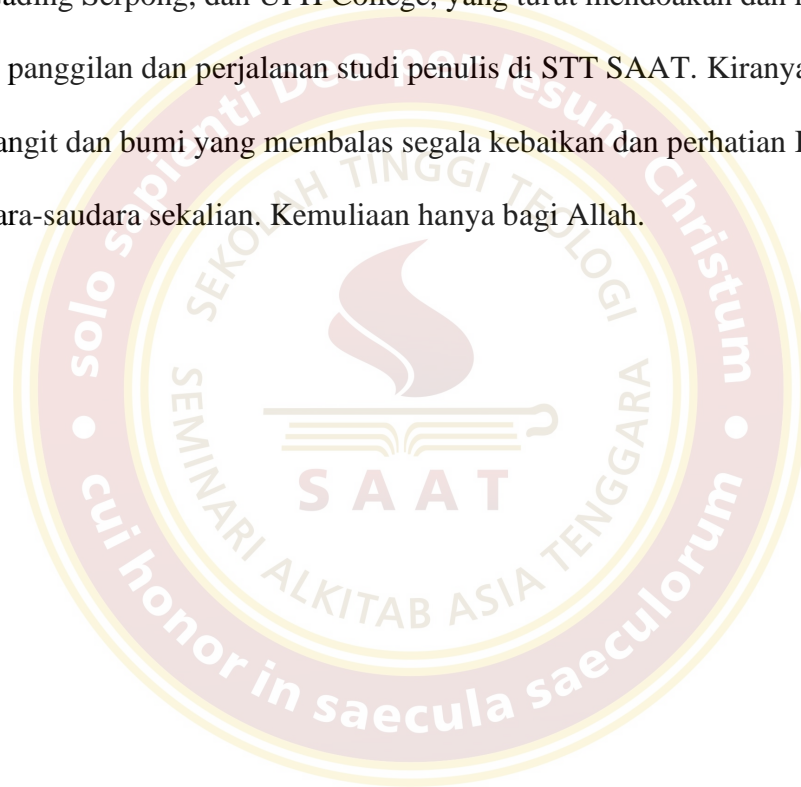 ading Serpong, dan UPH College, yang turut mendoakan dan
panggilan dan perjalanan studi penulis di STT SAAT. Kiranya
angit dan bumi yang membalas segala kebaikan dan perhatian
ara-saudara sekalian. Kemuliaan hanya bagi Allah.
solo sapienti Deo per Iesum Christum
SEKOLAH TINGGI TEOLOGI
SAAT
SEMINARI ALKITAB ASIA TENGGARA
cui honor in saecula saeculorum